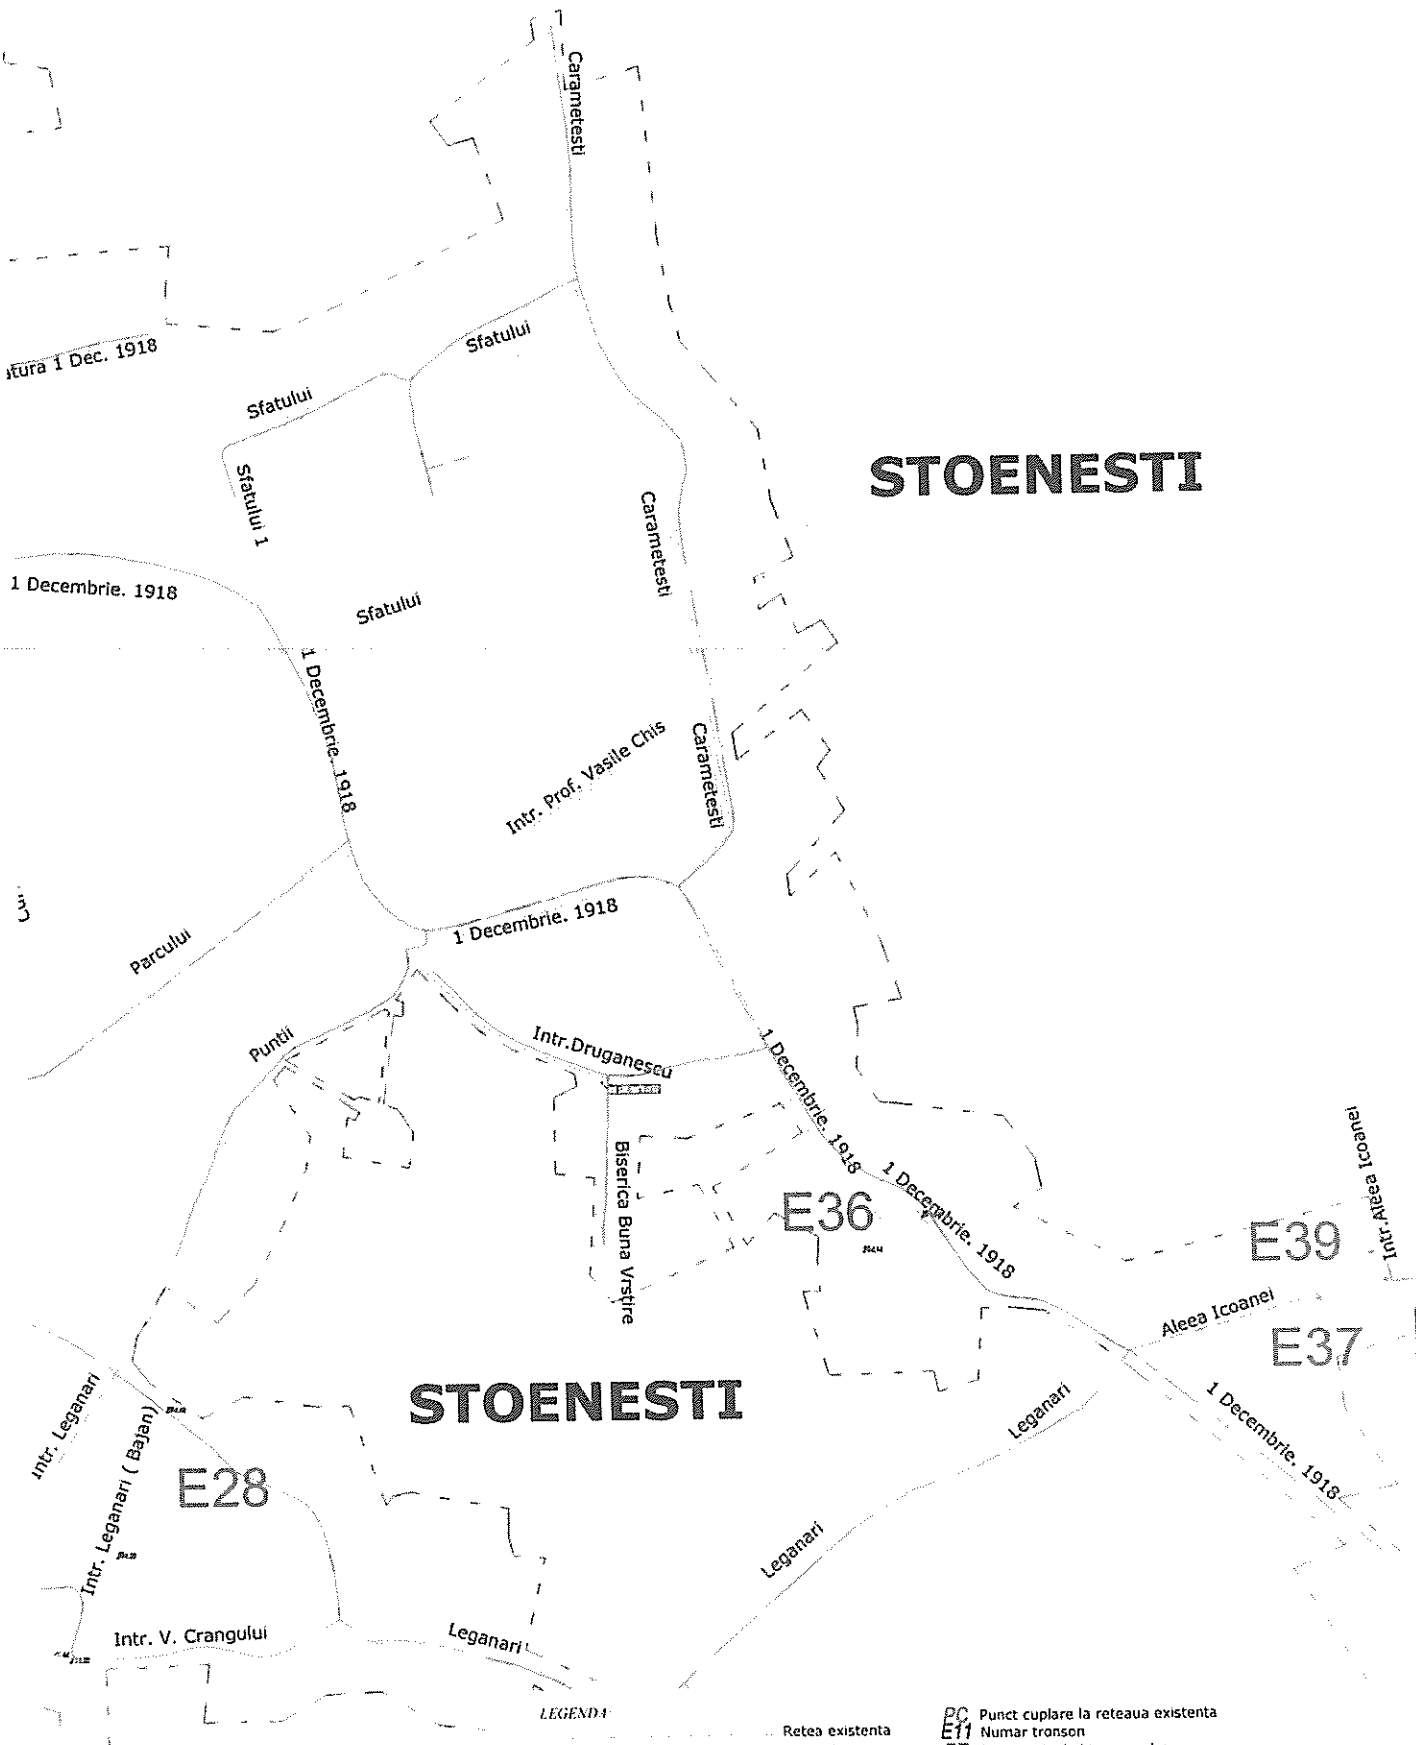 Carametesti
Sfatului
atura 1 Dec. 1918
Sfatului
STOENESTI
Sfatului 1
Carametesti
1 Decembrie. 1918
Sfatului
1 Decembrie. 1918
Intr. Prof. Vasile Chis
Carametesti
1 Decembrie. 1918
Parcului
Puntii
Intr.Druganescu
1 Decembrie. 1918
Biserica Buna Vrstire
1 Decembrie. 1918
Intr.Aleea Icoanei
E36
E39
Aleea Icoanei
E37
STOENESTI
Intr. Leganari
Intr. Leganari ( Bajan)
Leganari
1 Decembrie. 1918
E28
Leganari
Intr. V. Crangului
Leganari
LEGENDA
Retea existenta
PC Punct cuplare la reteaua existenta
E11 Numar tronson